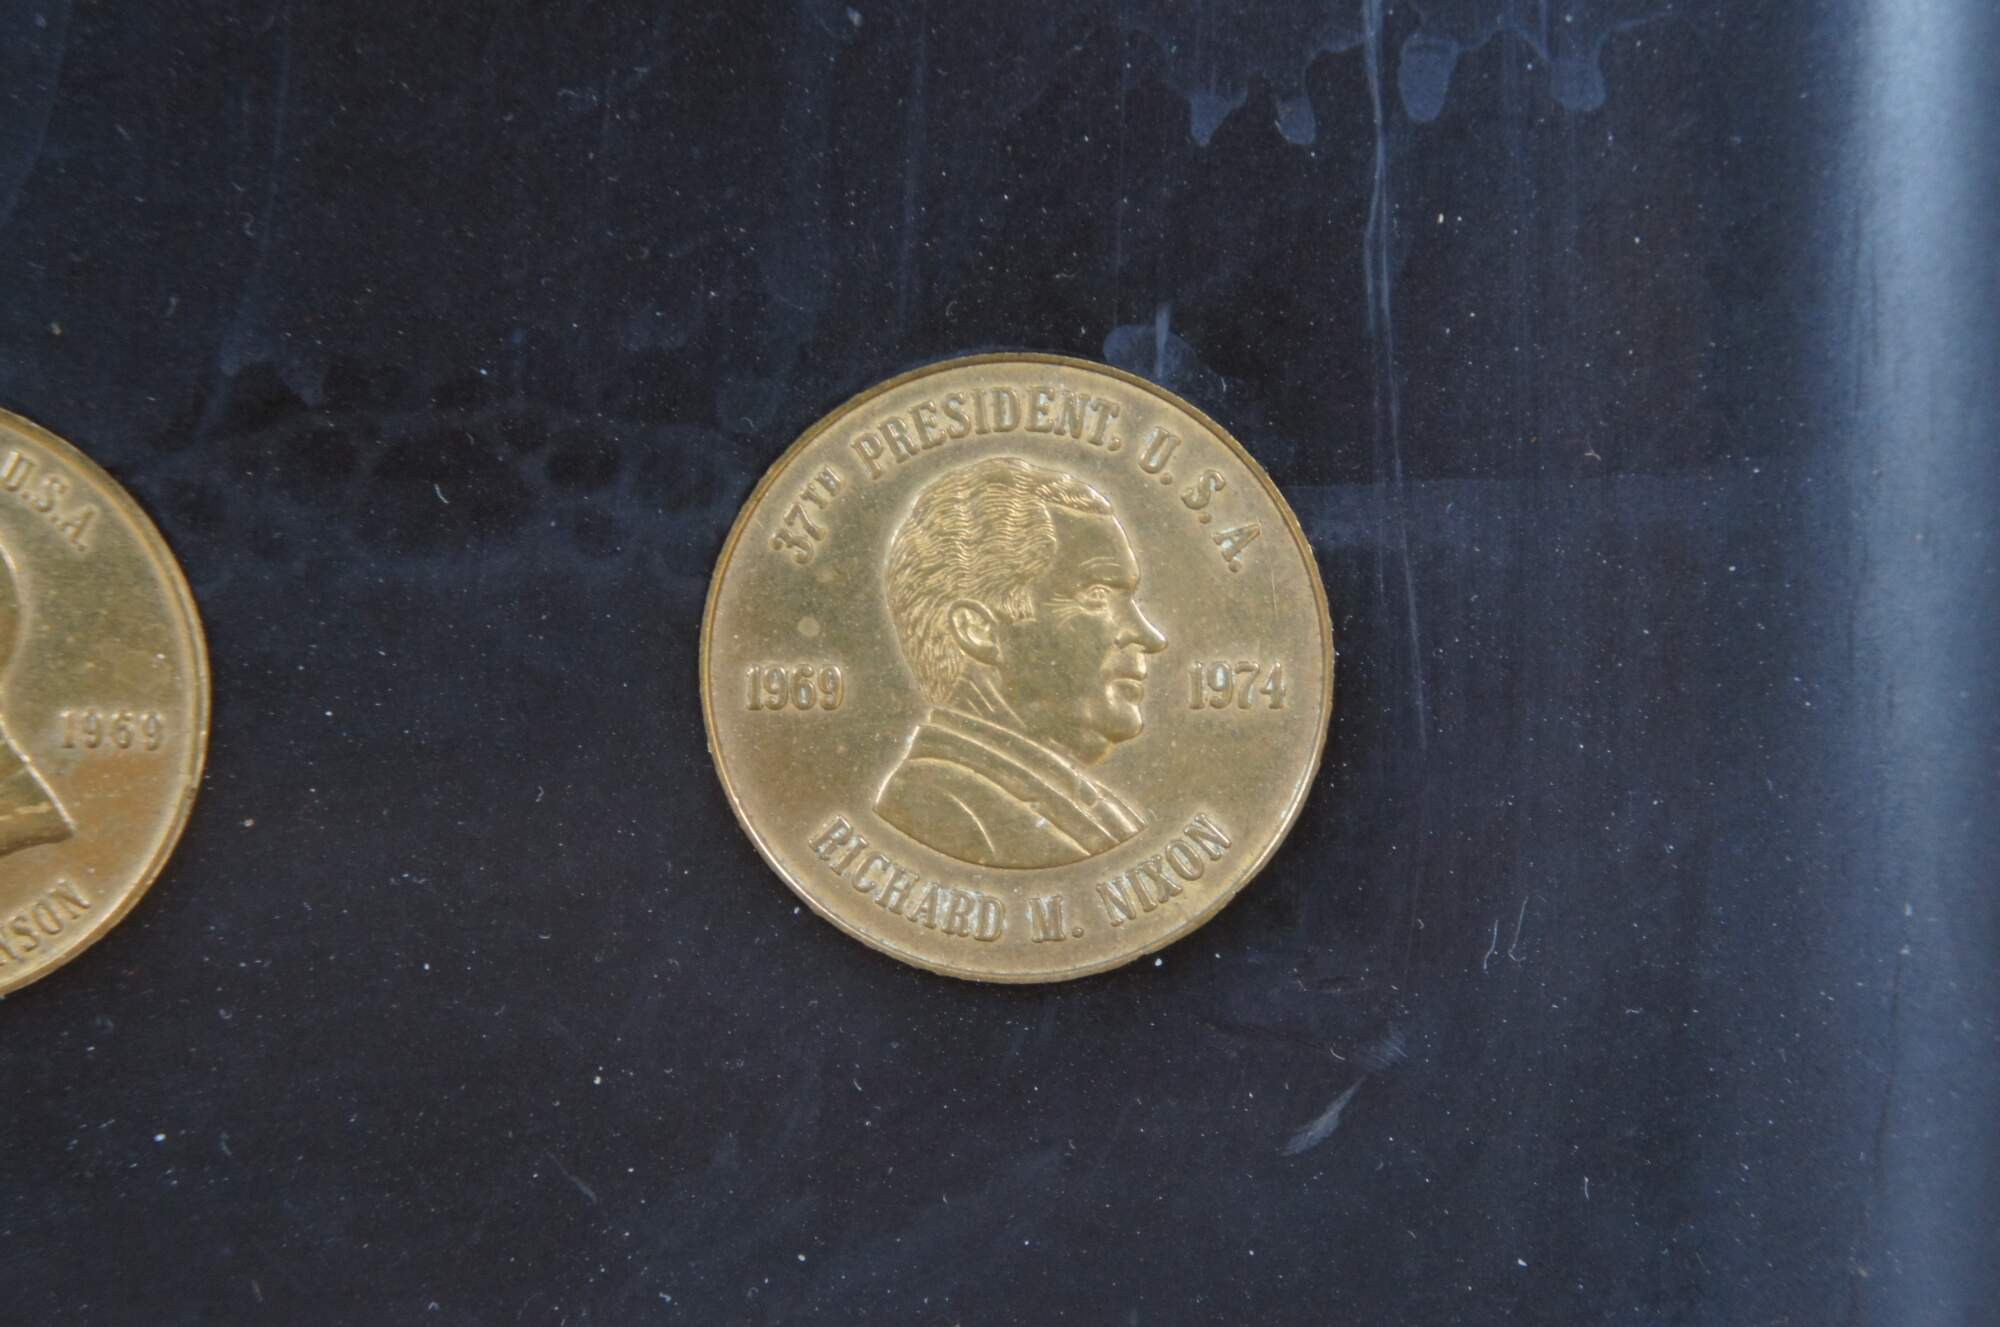 U.S.A.
1969
37TH PRESIDENT, U.S.A.
1969 1974
RICHARD M. NIXON